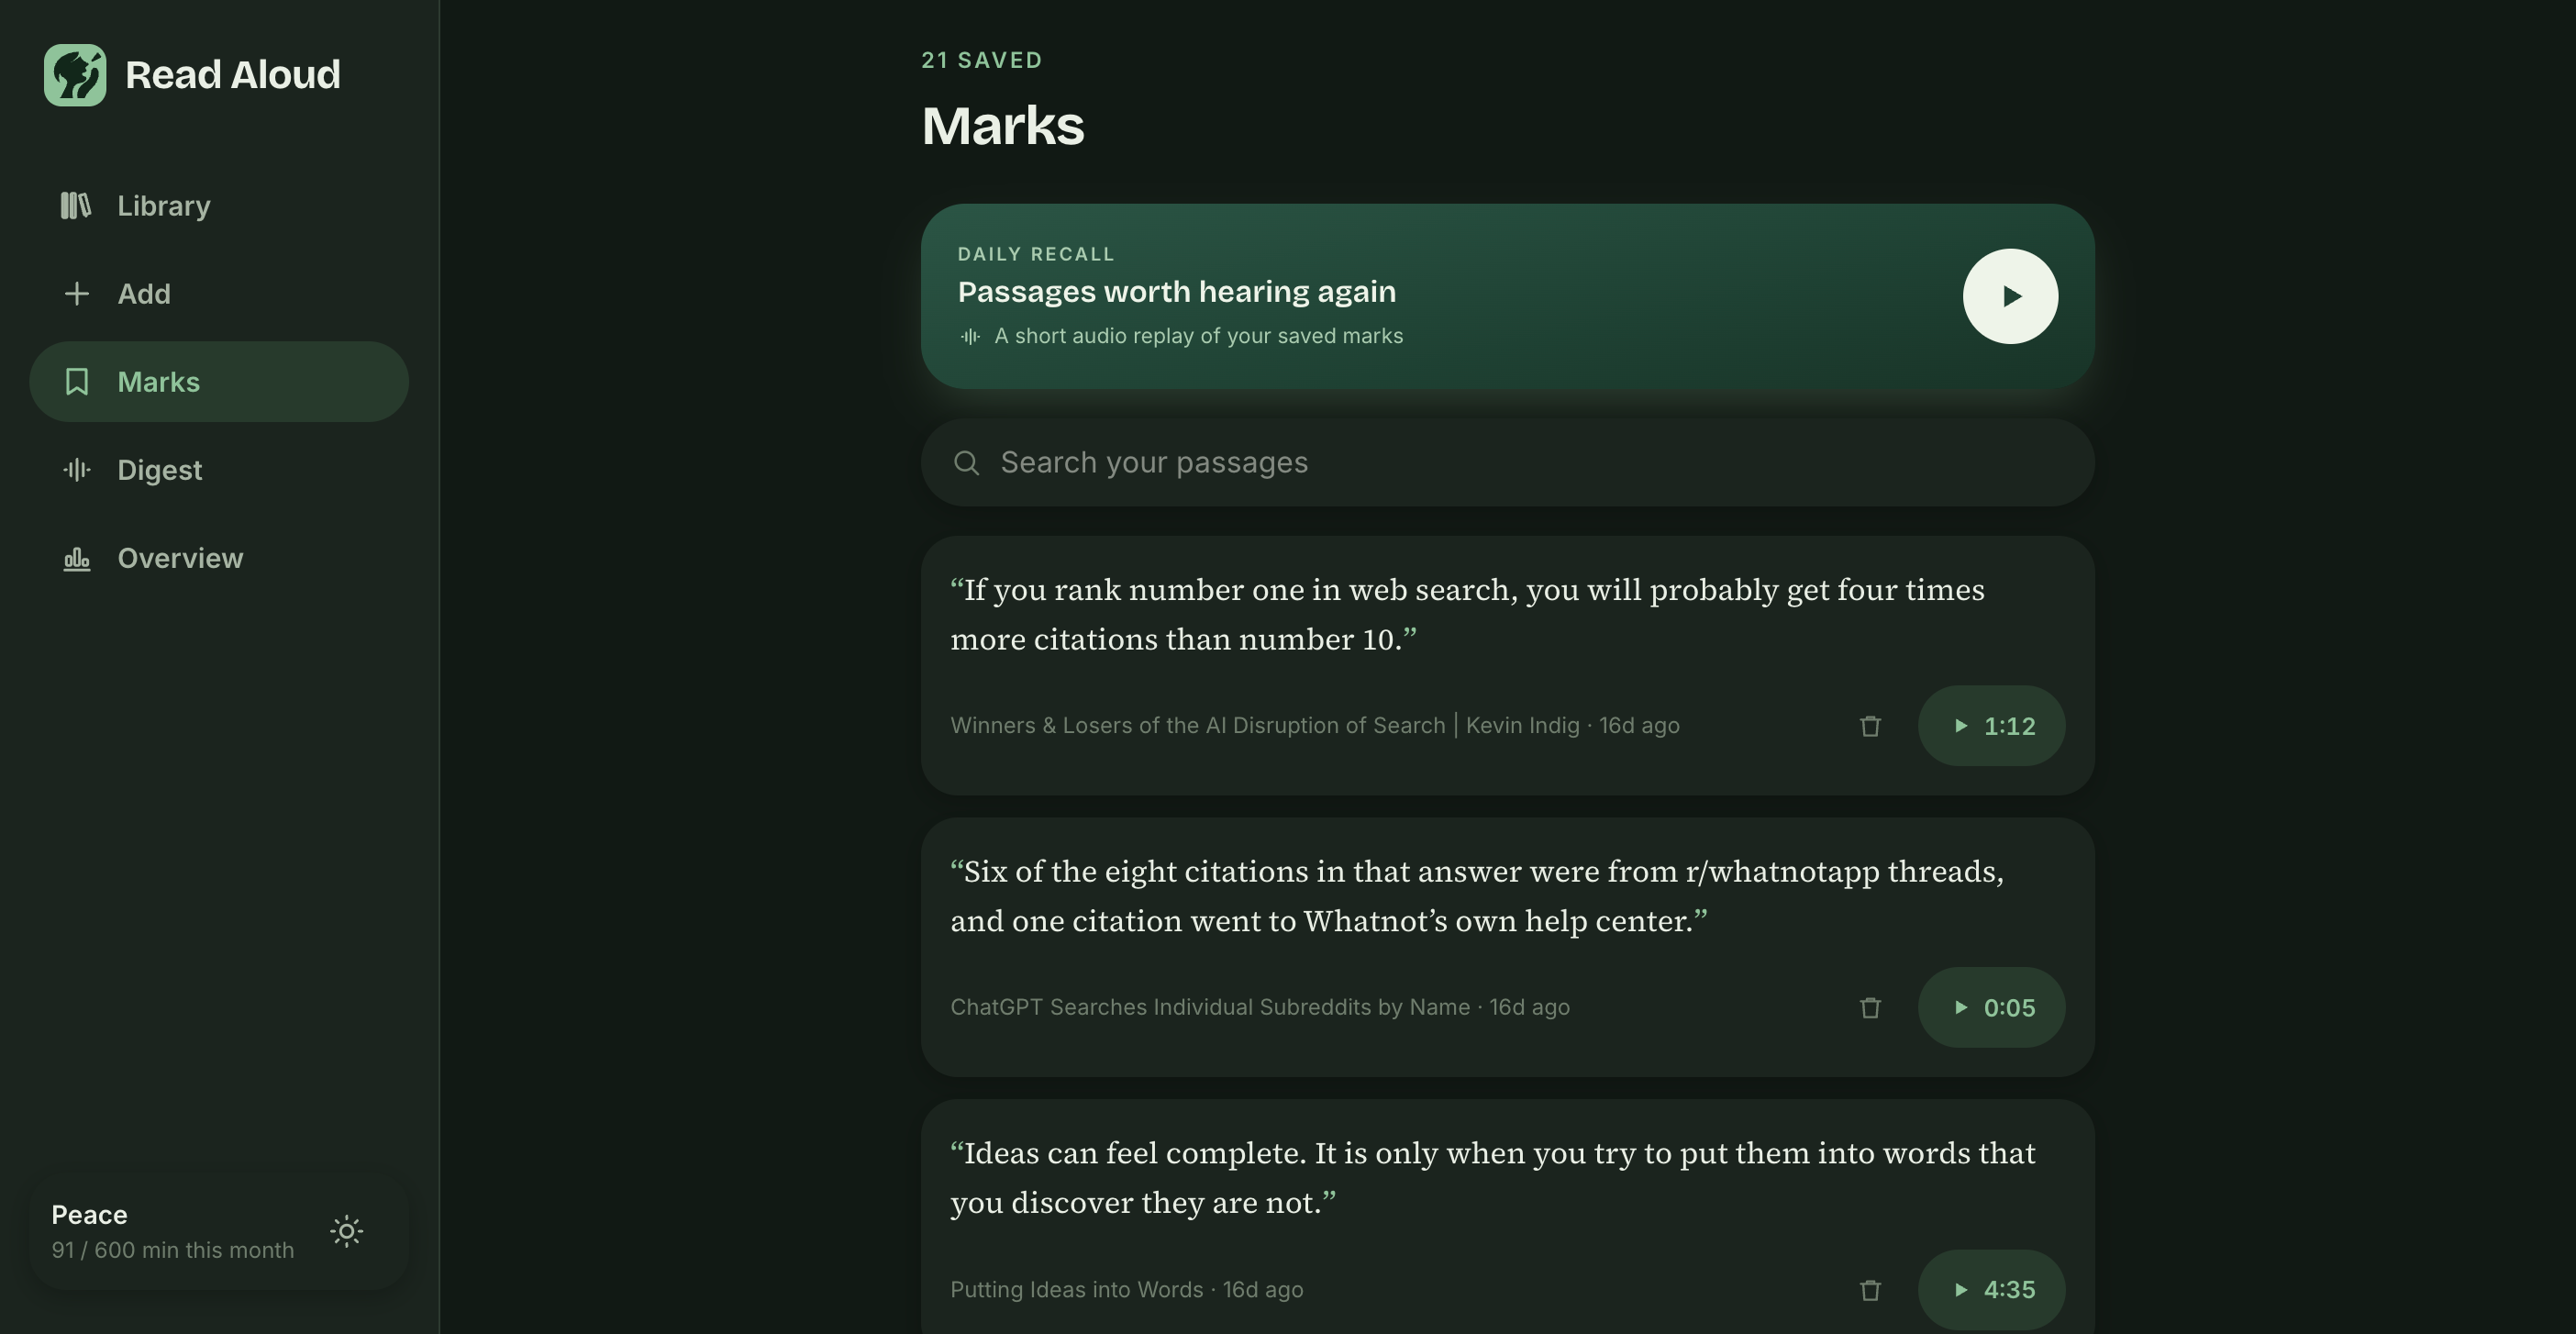 Read Aloud
Library
Add
Marks
Digest
Overview
Peace
91 / 600 min this month
21 SAVED
Marks
DAILY RECALL
Passages worth hearing again
A short audio replay of your saved marks
Search your passages
“If you rank number one in web search, you will probably get four times
more citations than number 10.”
Winners & Losers of the AI Disruption of Search | Kevin Indig · 16d ago
1:12
“Six of the eight citations in that answer were from r/whatnotapp threads,
and one citation went to Whatnot’s own help center.”
ChatGPT Searches Individual Subreddits by Name · 16d ago
0:05
“Ideas can feel complete. It is only when you try to put them into words that
you discover they are not.”
Putting Ideas into Words · 16d ago
4:35